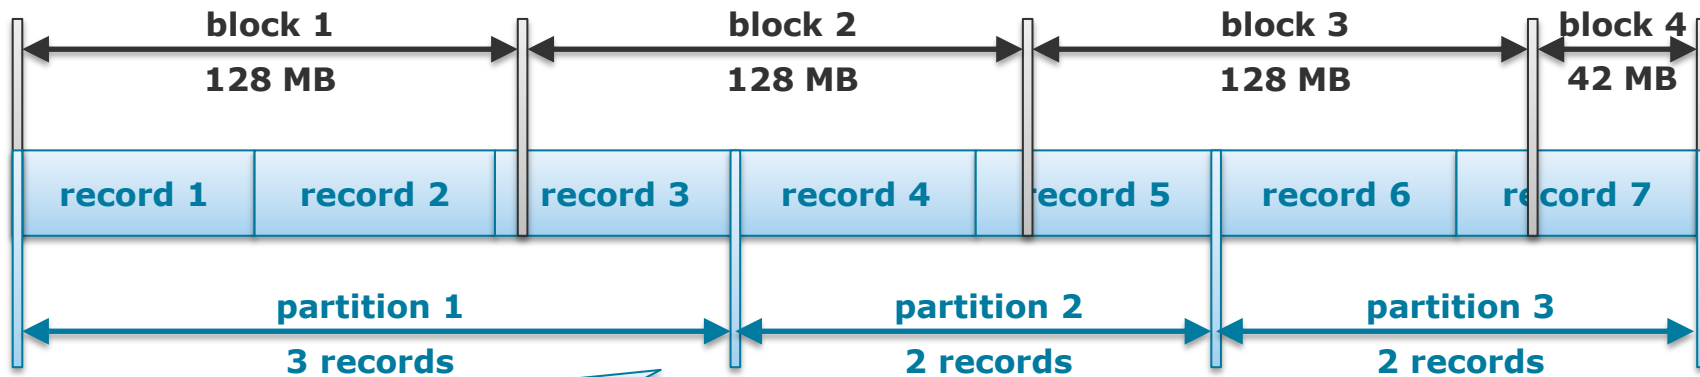 block 1 block 2 block 3 block 4
128 MB 128 MB 128 MB 42 MB
record 1 record 2 record 3 record 4 record 5 record 6 record 7
partition 1 partition 2 partition 3
3 records 2 records 2 records